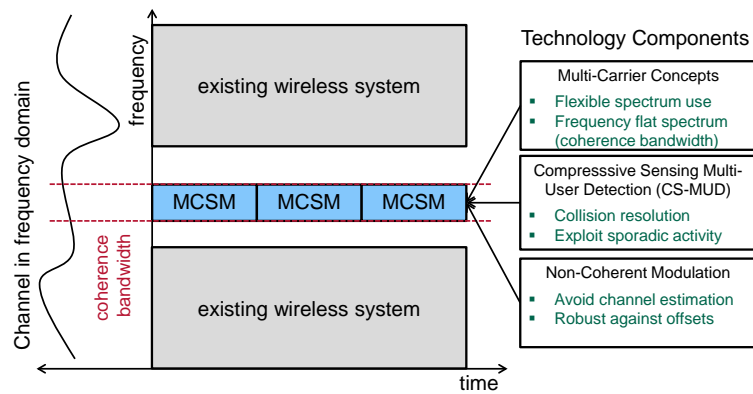 Technology Components
Channel in frequency domain
frequency
existing wireless system
MCSM MCSM MCSM
coherence
bandwidth
existing wireless system
time
Multi-Carrier Concepts
▪ Flexible spectrum use
▪ Frequency flat spectrum
(coherence bandwidth)
Compresssive Sensing Multi-
User Detection (CS-MUD)
▪ Collision resolution
▪ Exploit sporadic activity
Non-Coherent Modulation
▪ Avoid channel estimation
▪ Robust against offsets